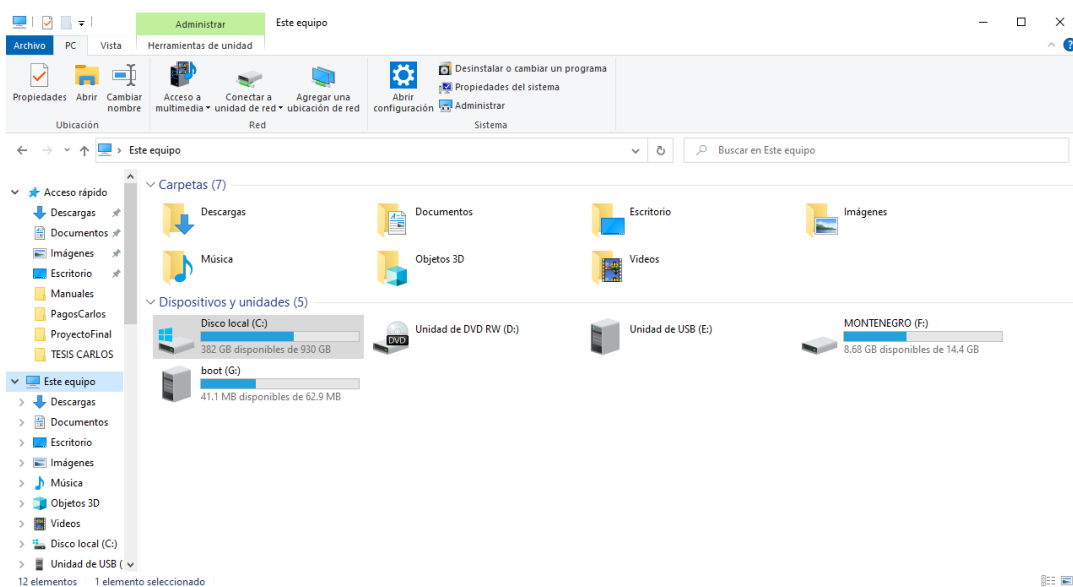 Administrar
Este equipo
Archivo
PC
Vista
Herramientas de unidad
Propiedades
Abrir
Cambiar
nombre
Acceso a
multimedia
Conectar a
unidad de red
Agregar una
ubicación de red
Abrir
configuración
Desinstalar o cambiar un programa
Propiedades del sistema
Administrar
Ubicación
Red
Sistema
Este equipo
Buscar en Este equipo
Acceso rápido
Descargas
Documentos
Imágenes
Escritorio
Manuales
PagosCarlos
ProyectoFinal
TESIS CARLOS
Este equipo
Descargas
Documentos
Escritorio
Imágenes
Música
Objetos 3D
Videos
Disco local (C:)
Unidad de USB (
Carpetas (7)
Descargas
Documentos
Escritorio
Imágenes
Música
Objetos 3D
Videos
Dispositivos y unidades (5)
Disco local (C:)
382 GB disponibles de 930 GB
Unidad de DVD RW (D:)
DVD
Unidad de USB (E:)
MONTENEGRO (F:)
8.68 GB disponibles de 14.4 GB
boot (G:)
41.1 MB disponibles de 62.9 MB
12 elementos
1 elemento seleccionado